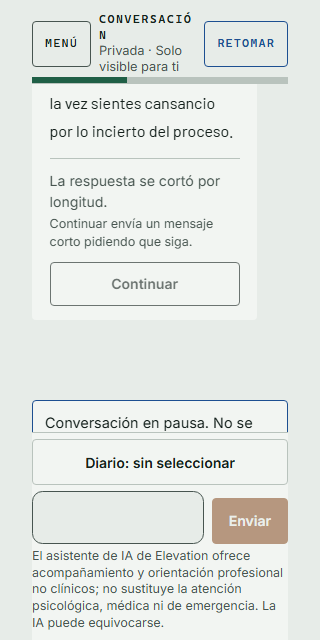 MENÚ
CONVERSACIÓ
N
Privada · Solo
visible para ti
RETOMAR
la vez sientes cansancio
por lo incierto del proceso.
La respuesta se cortó por
longitud.
Continuar envía un mensaje
corto pidiendo que siga.
Continuar
Conversación en pausa. No se
Diario: sin seleccionar
Enviar
El asistente de IA de Elevation ofrece
acompañamiento y orientación profesional
no clínicos; no sustituye la atención
psicológica, médica ni de emergencia. La
IA puede equivocarse.